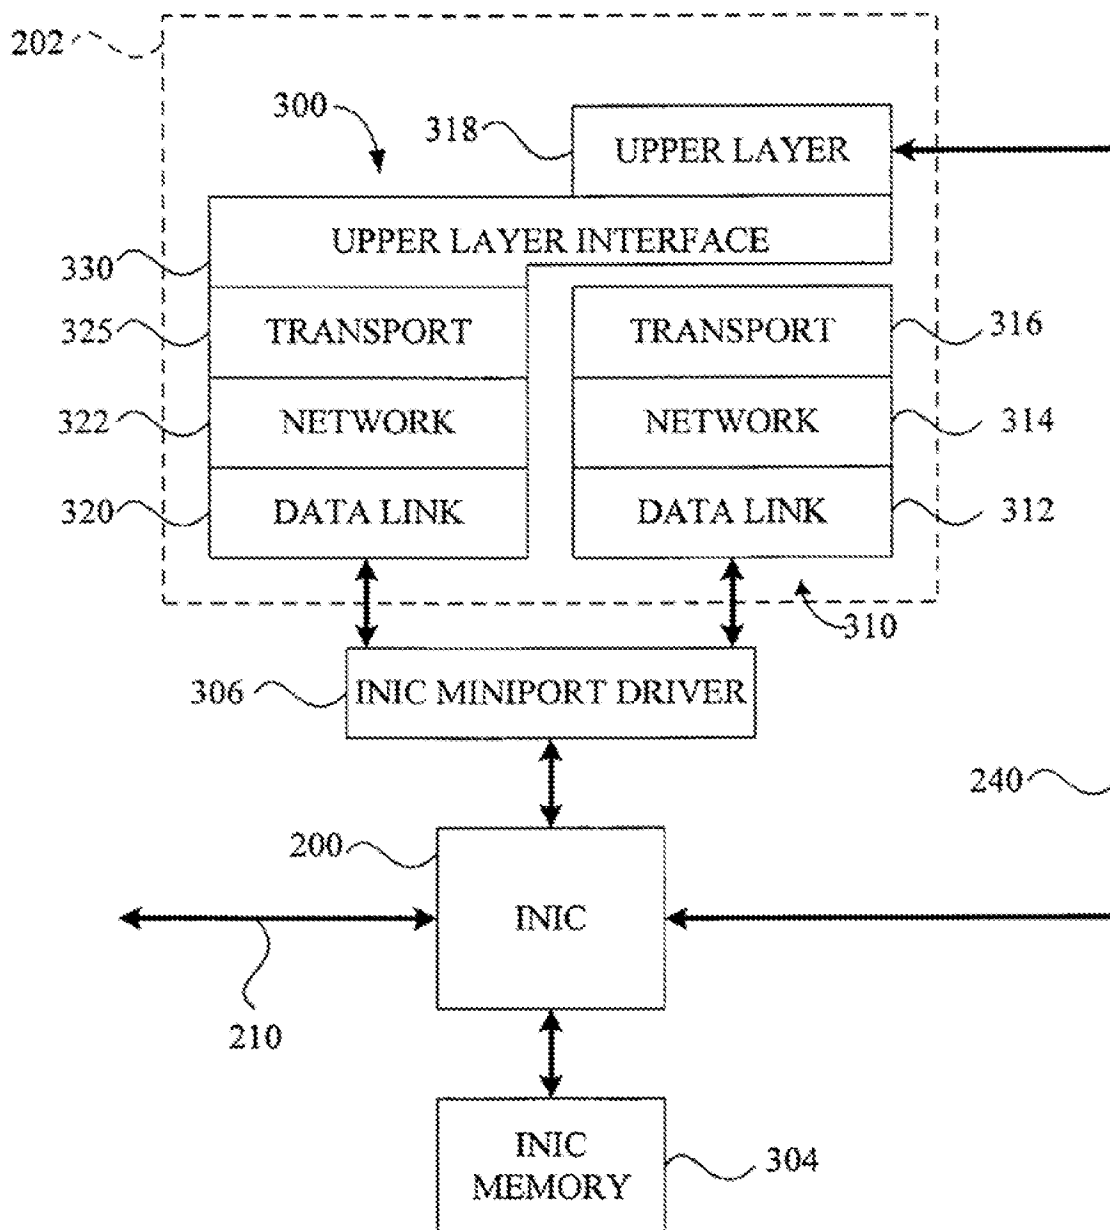 202
300
318
UPPER LAYER
UPPER LAYER INTERFACE
330
325
TRANSPORT
TRANSPORT
316
322
NETWORK
NETWORK
314
320
DATA LINK
DATA LINK
312
310
306
INIC MINIPORT DRIVER
240
200
INIC
210
INIC
MEMORY
304